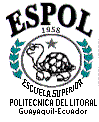 ESPOL
1958
ESCUELA SUPERIOR
POLITECNICA DEL LITORAL
Guayaquil-Ecuador